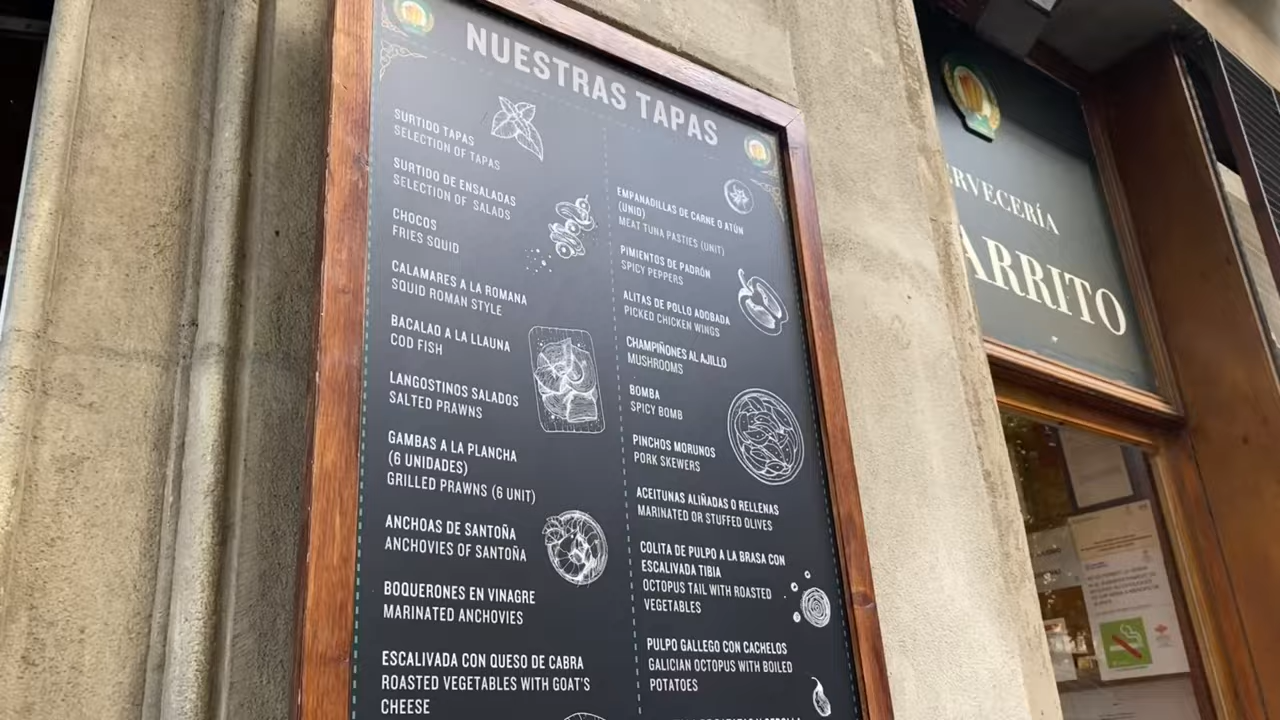 NUESTRAS TAPAS
SURTIDO TAPAS
SELECTION OF TAPAS
SURTIDO DE ENSALADAS
SELECTION OF SALADS
CHOCOS
FRIES SQUID
CALAMARES A LA ROMANA
SQUID ROMAN STYLE
BACALAO A LA LLAUNA
COD FISH
LANGOSTINOS SALADOS
SALTED PRAWNS
GAMBAS A LA PLANCHA
(6 UNIDADES)
GRILLED PRAWNS (6 UNIT)
ANCHOAS DE SANTOÑA
ANCHOVIES OF SANTOÑA
BOQUERONES EN VINAGRE
MARINATED ANCHOVIES
ESCALIVADA CON QUESO DE CABRA
ROASTED VEGETABLES WITH GOAT'S
CHEESE
EMPANADILLAS DE CARNE O ATÚN
(UNID)
MEAT TUNA PASTIES (UNIT)
PIMIENTOS DE PADRÓN
SPICY PEPPERS
ALITAS DE POLLO ADOBADA
PICKED CHICKEN WINGS
CHAMPIÑONES AL AJILLO
MUSHROOMS
BOMBA
SPICY BOMB
PINCHOS MORUNOS
PORK SKEWERS
ACEITUNAS ALIÑADAS O RELLENAS
MARINATED OR STUFFED OLIVES
COLITA DE PULPO A LA BRASA CON
ESCALIVADA TIBIA
OCTOPUS TAIL WITH ROASTED
VEGETABLES
PULPO GALLEGO CON CACHELOS
GALICIAN OCTOPUS WITH BOILED
POTATOES
RVECERÍA
ARRITO